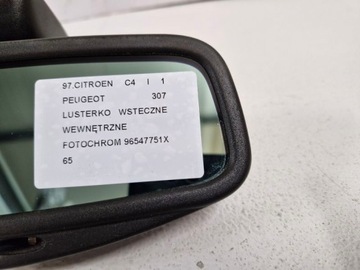 97.CITROEN C4 I 1
PEUGEOT 307
LUSTERKO WSTECZNE
WEWNĘTRZNE
FOTOCHROM 96547751X
65